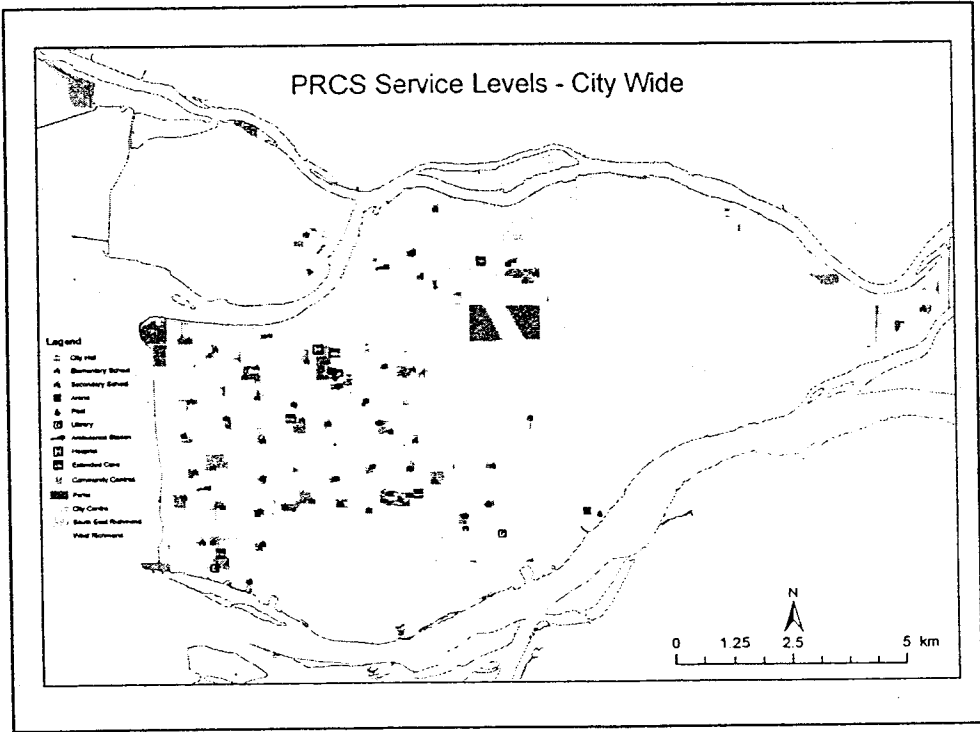 PRCS Service Levels - City Wide
Legend
City Hall
Elementary School
Secondary School
Arena
Pool
Library
Ambulance Station
Hospital
Extended Care
Community Centres
Parks
City Centre
South East Richmond
West Richmond
N
0 1.25 2.5 5 km